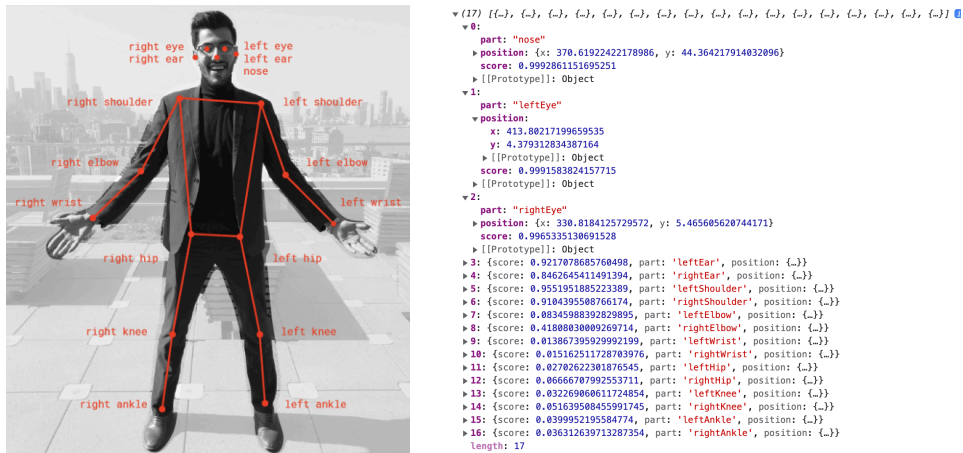 right eye
left eye
right ear
left ear
nose
right shoulder
left shoulder
right elbow
left elbow
right wrist
left wrist
right hip
left hip
right knee
left knee
right ankle
left ankle
(17) [{…}, {…}, {…}, {…}, {…}, {…}, {…}, {…}, {…}, {…}, {…}, {…}, {…}, {…}, {…}, {…}, {…}] i
0:
part: "nose"
position: {x: 370.61922422178986, y: 44.364217914032096}
score: 0.9992861151695251
[[Prototype]]: Object
1:
part: "leftEye"
position:
x: 413.80217199659535
y: 4.379312834387164
[[Prototype]]: Object
score: 0.9991583824157715
[[Prototype]]: Object
2:
part: "rightEye"
position: {x: 330.8184125729572, y: 5.465605620744171}
score: 0.9965335130691528
[[Prototype]]: Object
3: {score: 0.9217078685760498, part: 'leftEar', position: {…}}
4: {score: 0.8462645411491394, part: 'rightEar', position: {…}}
5: {score: 0.9551951885223389, part: 'leftShoulder', position: {…}}
6: {score: 0.9104395508766174, part: 'rightShoulder', position: {…}}
7: {score: 0.08345988392829895, part: 'leftElbow', position: {…}}
8: {score: 0.41808030009269714, part: 'rightElbow', position: {…}}
9: {score: 0.013867395929992199, part: 'leftWrist', position: {…}}
10: {score: 0.015162511728703976, part: 'rightWrist', position: {…}}
11: {score: 0.02702622301876545, part: 'leftHip', position: {…}}
12: {score: 0.06666707992553711, part: 'rightHip', position: {…}}
13: {score: 0.032269060611724854, part: 'leftKnee', position: {…}}
14: {score: 0.051639508455991745, part: 'rightKnee', position: {…}}
15: {score: 0.0399952195584774, part: 'leftAnkle', position: {…}}
16: {score: 0.036312639713287354, part: 'rightAnkle', position: {…}}
length: 17